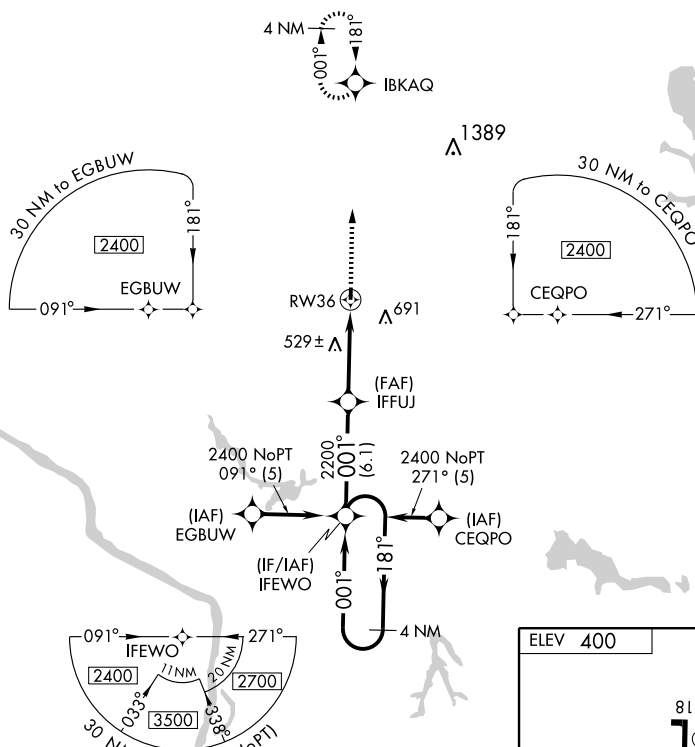 4 NM
181°
001°
IBKAQ
1389
30 NM to EGBUW
2400
181°
EGBUW
091°
30 NM to CEQPO
181°
2400
CEQPO
271°
RW36
691
529 ±
(FAF)
IFFUJ
2200
001°
(6.1)
2400 NoPT
091° (5)
2400 NoPT
271° (5)
(IAF)
EGBUW
(IAF)
CEQPO
(IF/IAF)
IFEWO
001°
181°
4 NM
091°
271°
IFEWO
2400
11 NM
20 NM
2700
033°
3500
338°
30 N
oPT)
ELEV 400
18